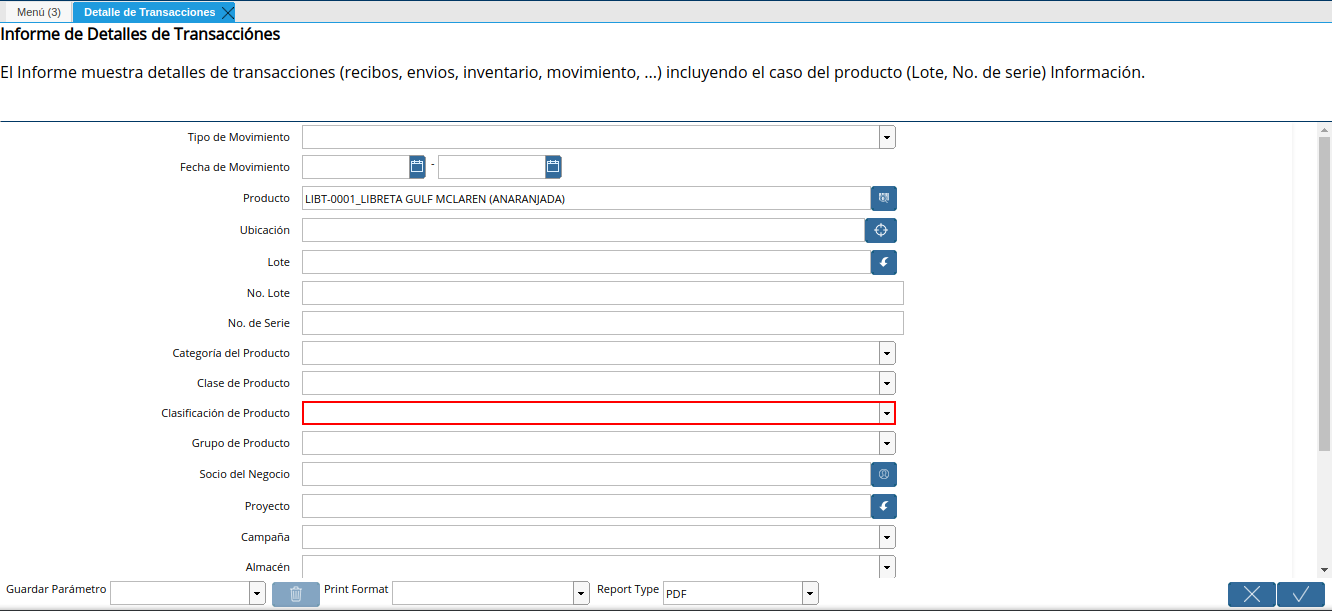 Menú (3) Detalle de Transacciones
Informe de Detalles de Transacciónes
El Informe muestra detalles de transacciones (recibos, envios, inventario, movimiento, ...) incluyendo el caso del producto (Lote, No. de serie) Información.
Tipo de Movimiento
Fecha de Movimiento -
Producto LIBT-0001_LIBRETA GULF MCLAREN (ANARANJADA)
Ubicación
Lote
No. Lote
No. de Serie
Categoría del Producto
Clase de Producto
Clasificación de Producto
Grupo de Producto
Socio del Negocio
Proyecto
Campaña
Almacén
Guardar Parámetro Print Format Report Type PDF